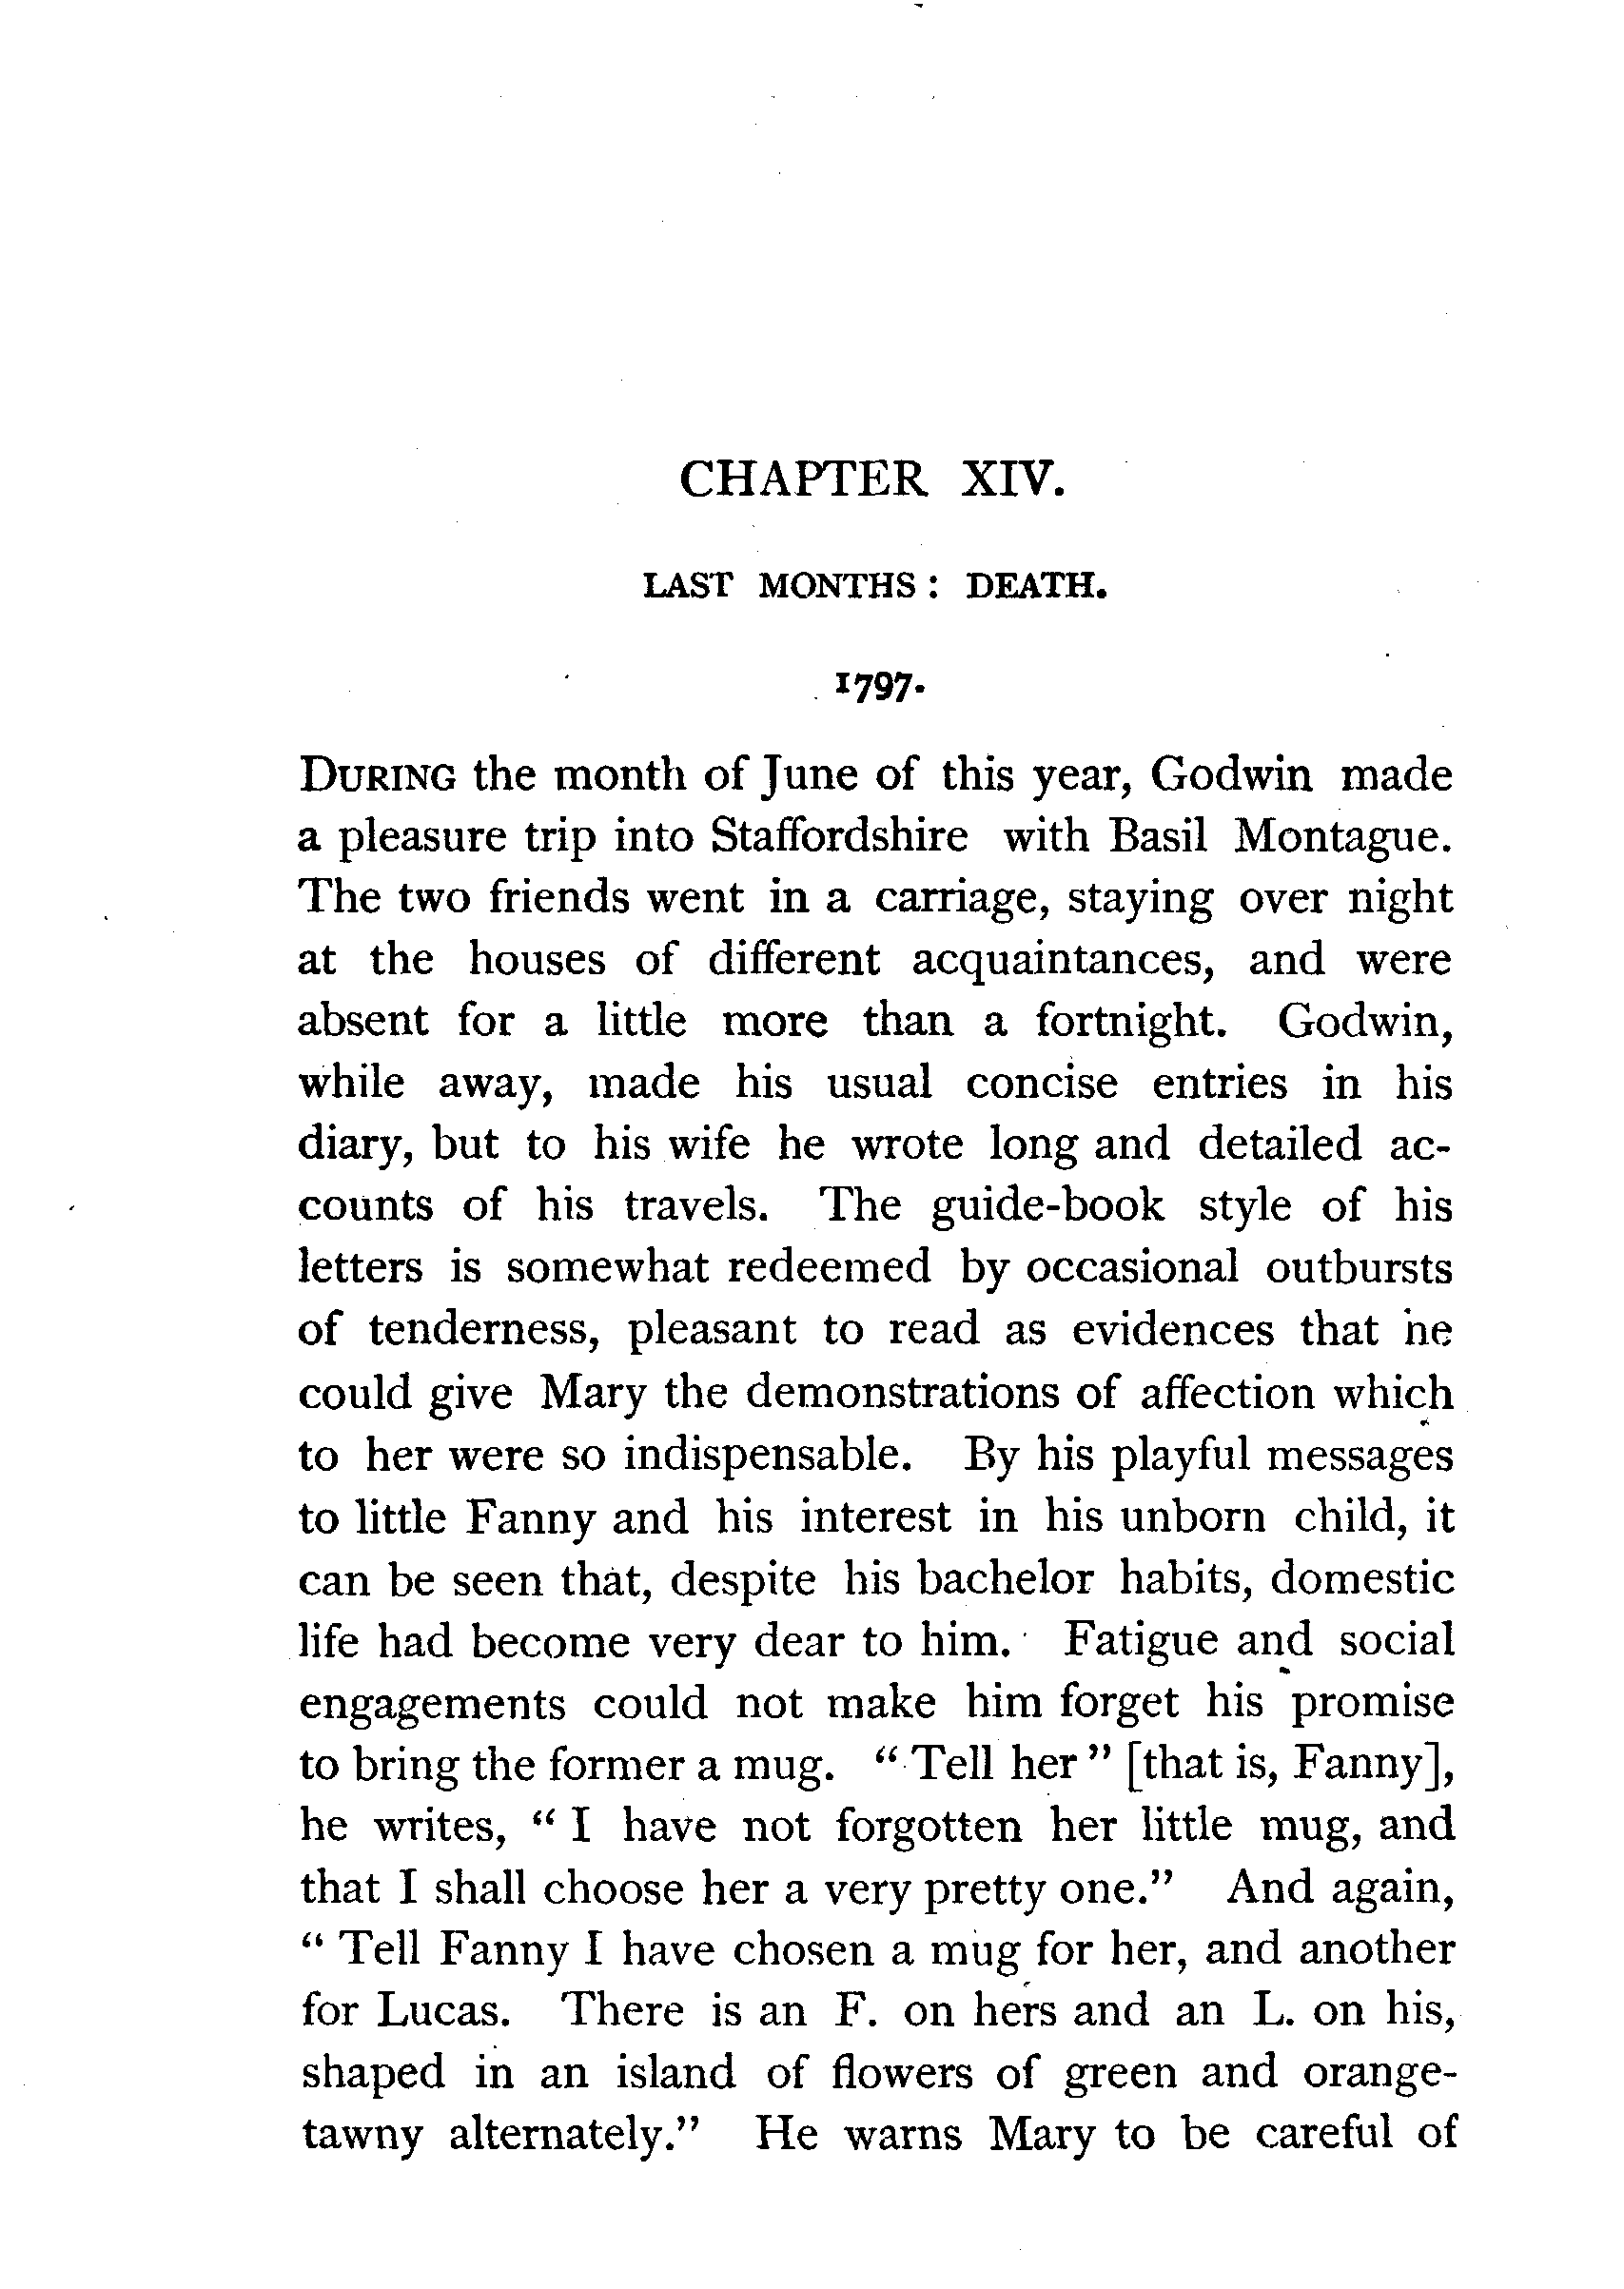 CHAPTER XIV.
LAST MONTHS: DEATH.
1797.
DURING the month of June of this year, Godwin made
a pleasure trip into Staffordshire with Basil Montague.
The two friends went in a carriage, staying over night
at the houses of different acquaintances, and were
absent for a little more than a fortnight. Godwin,
while away, made his usual concise entries in his
diary, but to his wife he wrote long and detailed ac-
counts of his travels. The guide-book style of his
letters is somewhat redeemed by occasional outbursts
of tenderness, pleasant to read as evidences that he
could give Mary the demonstrations of affection which
to her were so indispensable. By his playful messages
to little Fanny and his interest in his unborn child, it
can be seen that, despite his bachelor habits, domestic
life had become very dear to him. Fatigue and social
engagements could not make him forget his promise
to bring the former a mug. “Tell her” [that is, Fanny],
he writes, “I have not forgotten her little mug, and
that I shall choose her a very pretty one.” And again,
“Tell Fanny I have chosen a mug for her, and another
for Lucas. There is an F. on hers and an L. on his,
shaped in an island of flowers of green and orange-
tawny alternately.” He warns Mary to be careful of